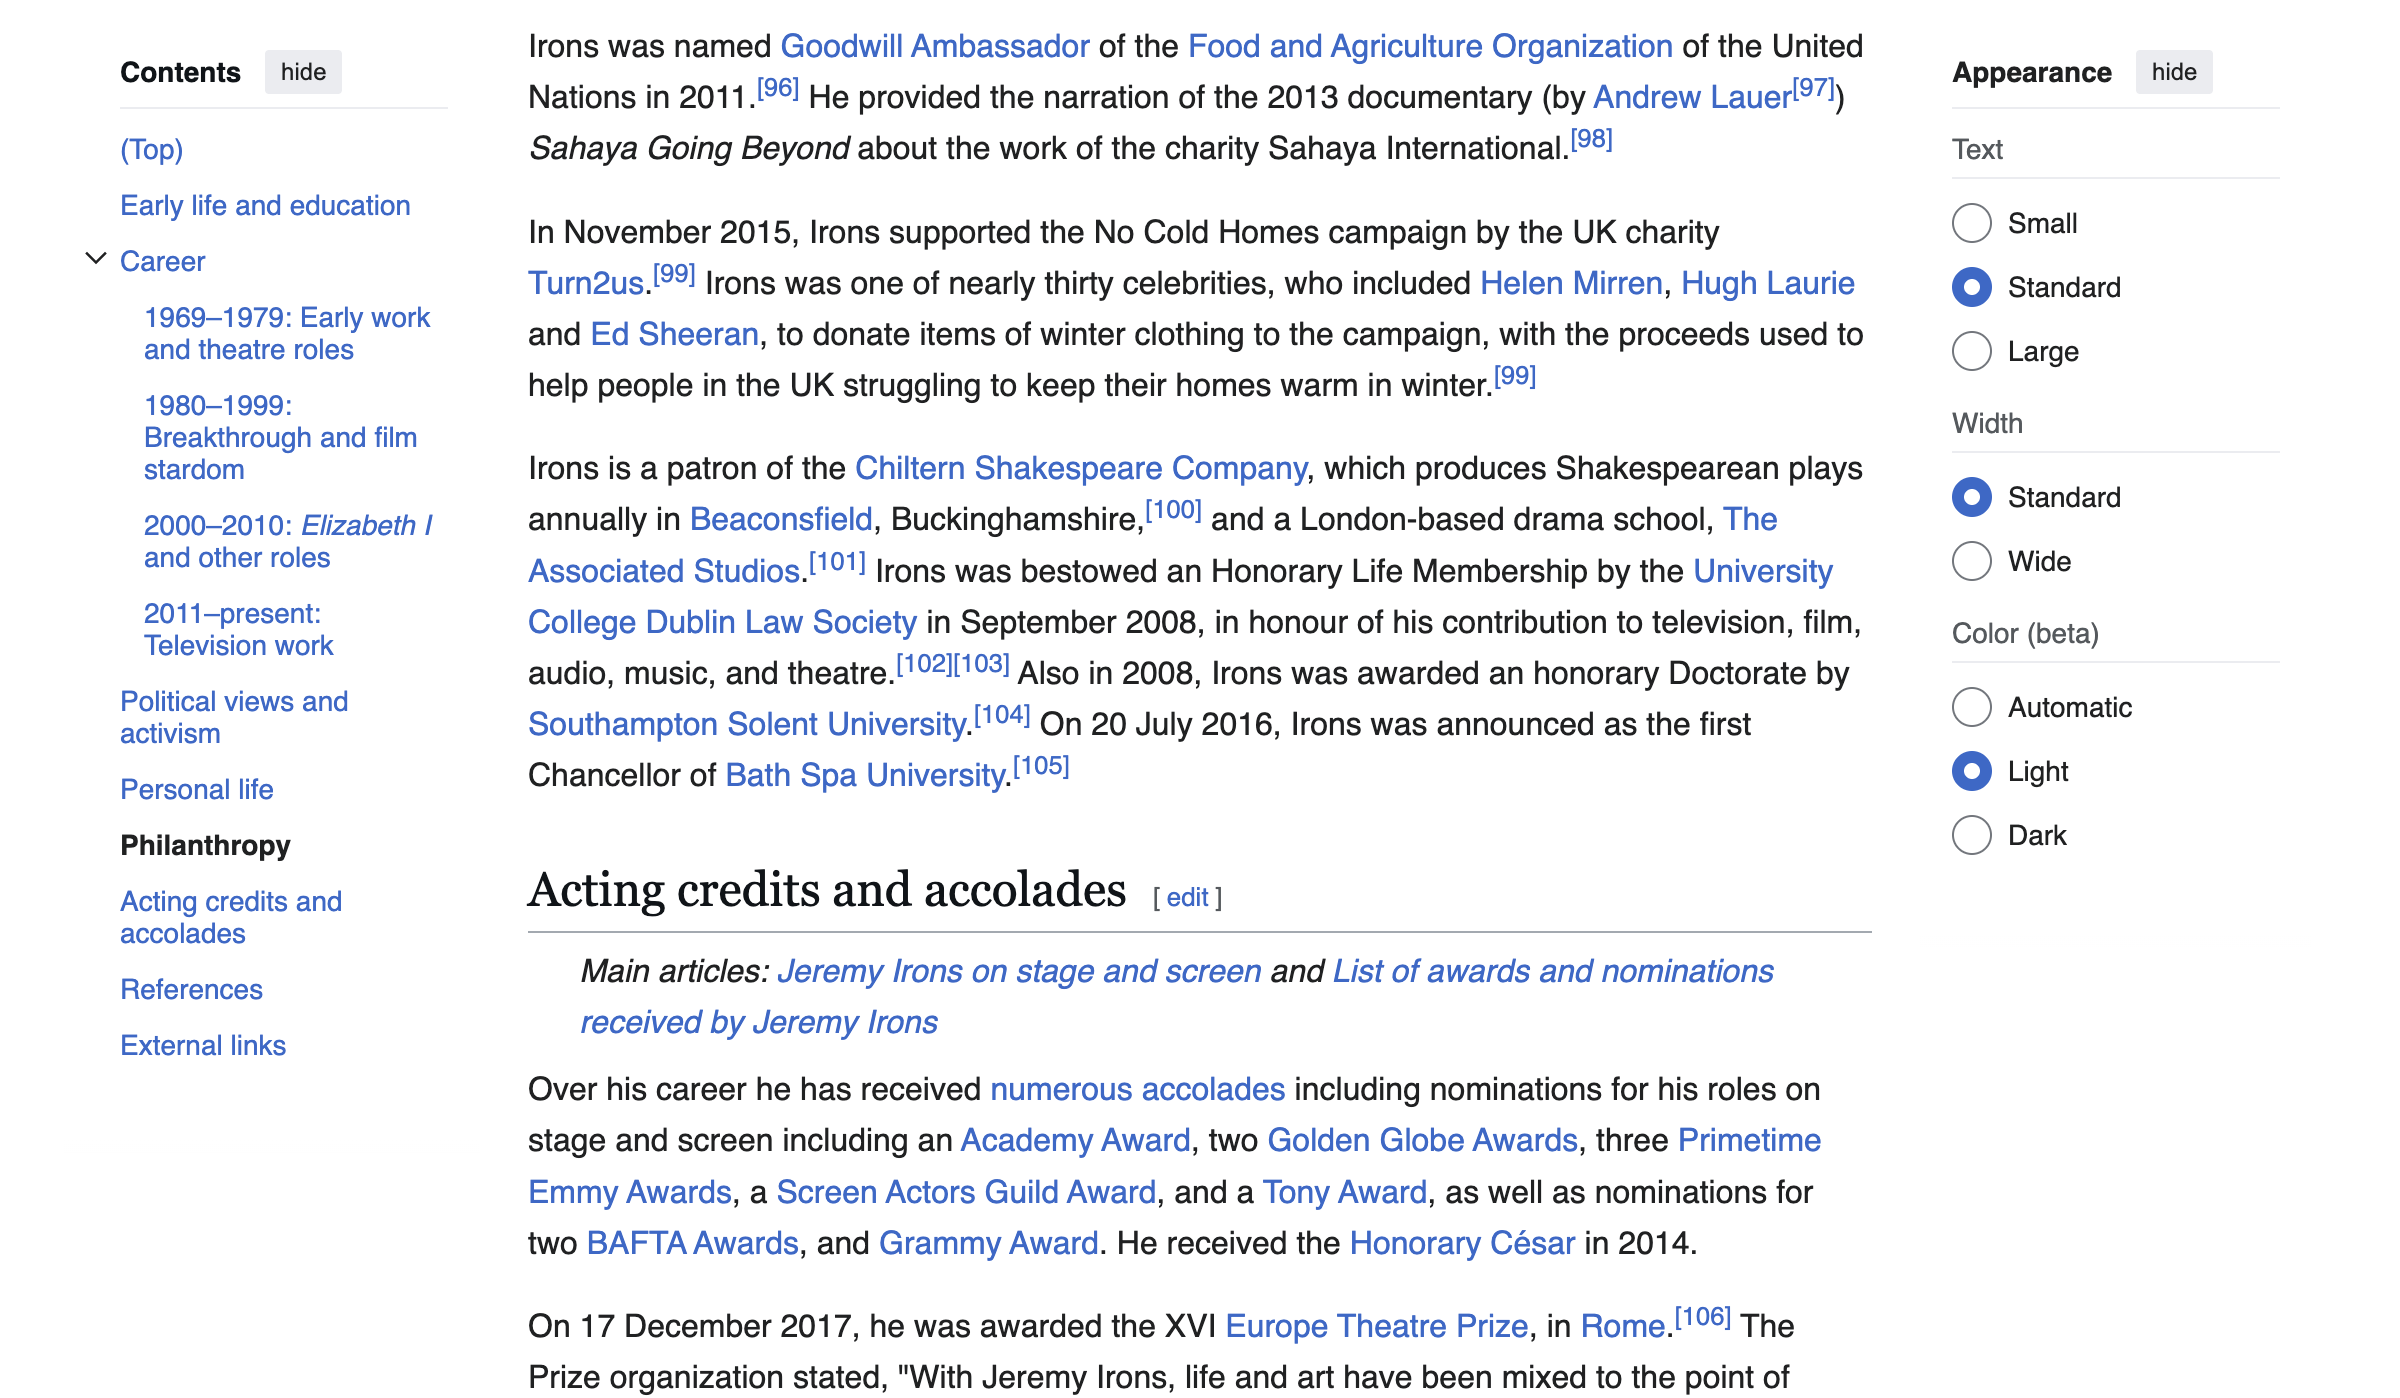 Contents hide
(Top)
Early life and education
Career
1969–1979: Early work
and theatre roles
1980–1999:
Breakthrough and film
stardom
2000–2010: Elizabeth I
and other roles
2011–present:
Television work
Political views and
activism
Personal life
Philanthropy
Acting credits and
accolades
References
External links
Irons was named Goodwill Ambassador of the Food and Agriculture Organization of the United
Nations in 2011.[96] He provided the narration of the 2013 documentary (by Andrew Lauer[97])
Sahaya Going Beyond about the work of the charity Sahaya International.[98]
In November 2015, Irons supported the No Cold Homes campaign by the UK charity
Turn2us.[99] Irons was one of nearly thirty celebrities, who included Helen Mirren, Hugh Laurie
and Ed Sheeran, to donate items of winter clothing to the campaign, with the proceeds used to
help people in the UK struggling to keep their homes warm in winter.[99]
Irons is a patron of the Chiltern Shakespeare Company, which produces Shakespearean plays
annually in Beaconsfield, Buckinghamshire,[100] and a London-based drama school, The
Associated Studios.[101] Irons was bestowed an Honorary Life Membership by the University
College Dublin Law Society in September 2008, in honour of his contribution to television, film,
audio, music, and theatre.[102][103] Also in 2008, Irons was awarded an honorary Doctorate by
Southampton Solent University.[104] On 20 July 2016, Irons was announced as the first
Chancellor of Bath Spa University.[105]
Acting credits and accolades [ edit ]
Main articles: Jeremy Irons on stage and screen and List of awards and nominations
received by Jeremy Irons
Over his career he has received numerous accolades including nominations for his roles on
stage and screen including an Academy Award, two Golden Globe Awards, three Primetime
Emmy Awards, a Screen Actors Guild Award, and a Tony Award, as well as nominations for
two BAFTA Awards, and Grammy Award. He received the Honorary César in 2014.
On 17 December 2017, he was awarded the XVI Europe Theatre Prize, in Rome.[106] The
Prize organization stated, "With Jeremy Irons, life and art have been mixed to the point of
Appearance hide
Text
Small
Standard
Large
Width
Standard
Wide
Color (beta)
Automatic
Light
Dark